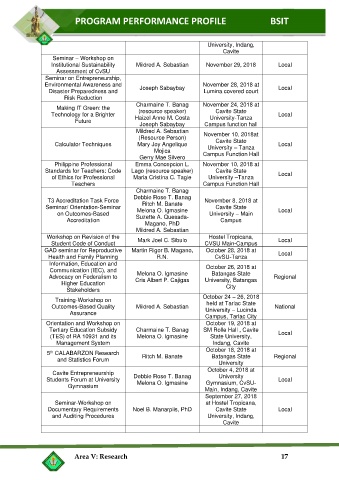 PROGRAM PERFORMANCE PROFILE BSIT
University, Indang,
Cavite
Seminar – Workshop on
Institutional Sustainability
Assessment of CvSU
Mildred A. Sebastian
November 29, 2018
Local
Seminar on Entrepreneurship,
Environmental Awareness and
Disaster Preparedness and
Risk Reduction
Joseph Sabaybay
November 28, 2018 at
Lumina covered court
Local
Making IT Green: the
Technology for a Brighter
Future
Charmaine T. Banag
(resource speaker)
Hazel Anne M. Costa
Joseph Sabaybay
November 24, 2018 at
Cavite State
University-Tanza
Campus function hall
Local
Calculator Techniques
Mildred A. Sebastian
(Resource Person)
Mary Joy Angelique
Mojica
Gerry Mae Silvero
November 10, 2018at
Cavite State
University – Tanza
Campus Function Hall
Local
Philippine Professional
Standards for Teachers: Code
of Ethics for Professional
Teachers
Emma Concepcion L.
Lago (resource speaker)
Maria Cristina C. Tagle
November 10, 2018 at
Cavite State
University –Tanza
Campus Function Hall
Local
T3 Accreditation Task Force
Seminar/ Orientation-Seminar
on Outcomes-Based
Accreditation
Charmaine T. Banag
Debbie Rose T. Banag
Ritch M. Banate
Melona O. Igmasine
Suzette A. Quesada-
Magano, PhD
Mildred A. Sebastian
November 8, 2018 at
Cavite State
University – Main
Campus
Local
Workshop on Revision of the
Student Code of Conduct
Mark Joel C. Sibulo
Hostel Tropicana,
CVSU Main-Campus
Local
GAD seminar for Reproductive
Health and Family Planning
Martin Rigor B. Magano,
R.N.
October 28, 2018 at
CvSU-Tanza
Local
Information, Education and
Communication (IEC), and
Advocacy on Federalism to
Higher Education
Stakeholders
Melona O. Igmasine
Cris Albert P. Cajigas
October 26, 2018 at
Batangas State
University, Batangas
City
Regional
Training-Workshop on
Outcomes-Based Quality
Assurance
Mildred A. Sebastian
October 24 – 26, 2018
held at Tarlac State
University – Lucinda
Campus, Tarlac City
National
Orientation and Workshop on
Tertiary Education Subsidy
(TES) of RA 10931 and its
Management System
Charmaine T. Banag
Melona O. Igmasine
October 19, 2018 at
SM Rolle Hall , Cavite
State University,
Indang, Cavite
Local
5th CALABARZON Research
and Statistics Forum
Ritch M. Banate
October 18, 2018 at
Batangas State
University
Regional
Cavite Entrepreneurship
Students Forum at University
Gymnasium
Debbie Rose T. Banag
Melona O. Igmasine
October 4, 2018 at
University
Gymnasium, CvSU-
Main, Indang, Cavite
Local
Seminar-Workshop on
Documentary Requirements
and Auditing Procedures
Noel B. Manarpiis, PhD
September 27, 2018
at Hostel Tropicana,
Cavite State
University, Indang,
Cavite
Local
Area V: Research 17